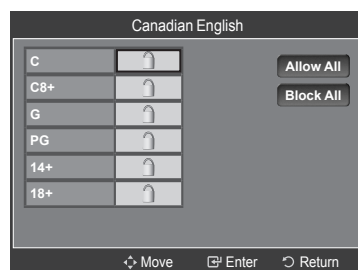 Canadian English
C
Allow All
C8+
Block All
G
PG
14+
18+
Move Enter Return